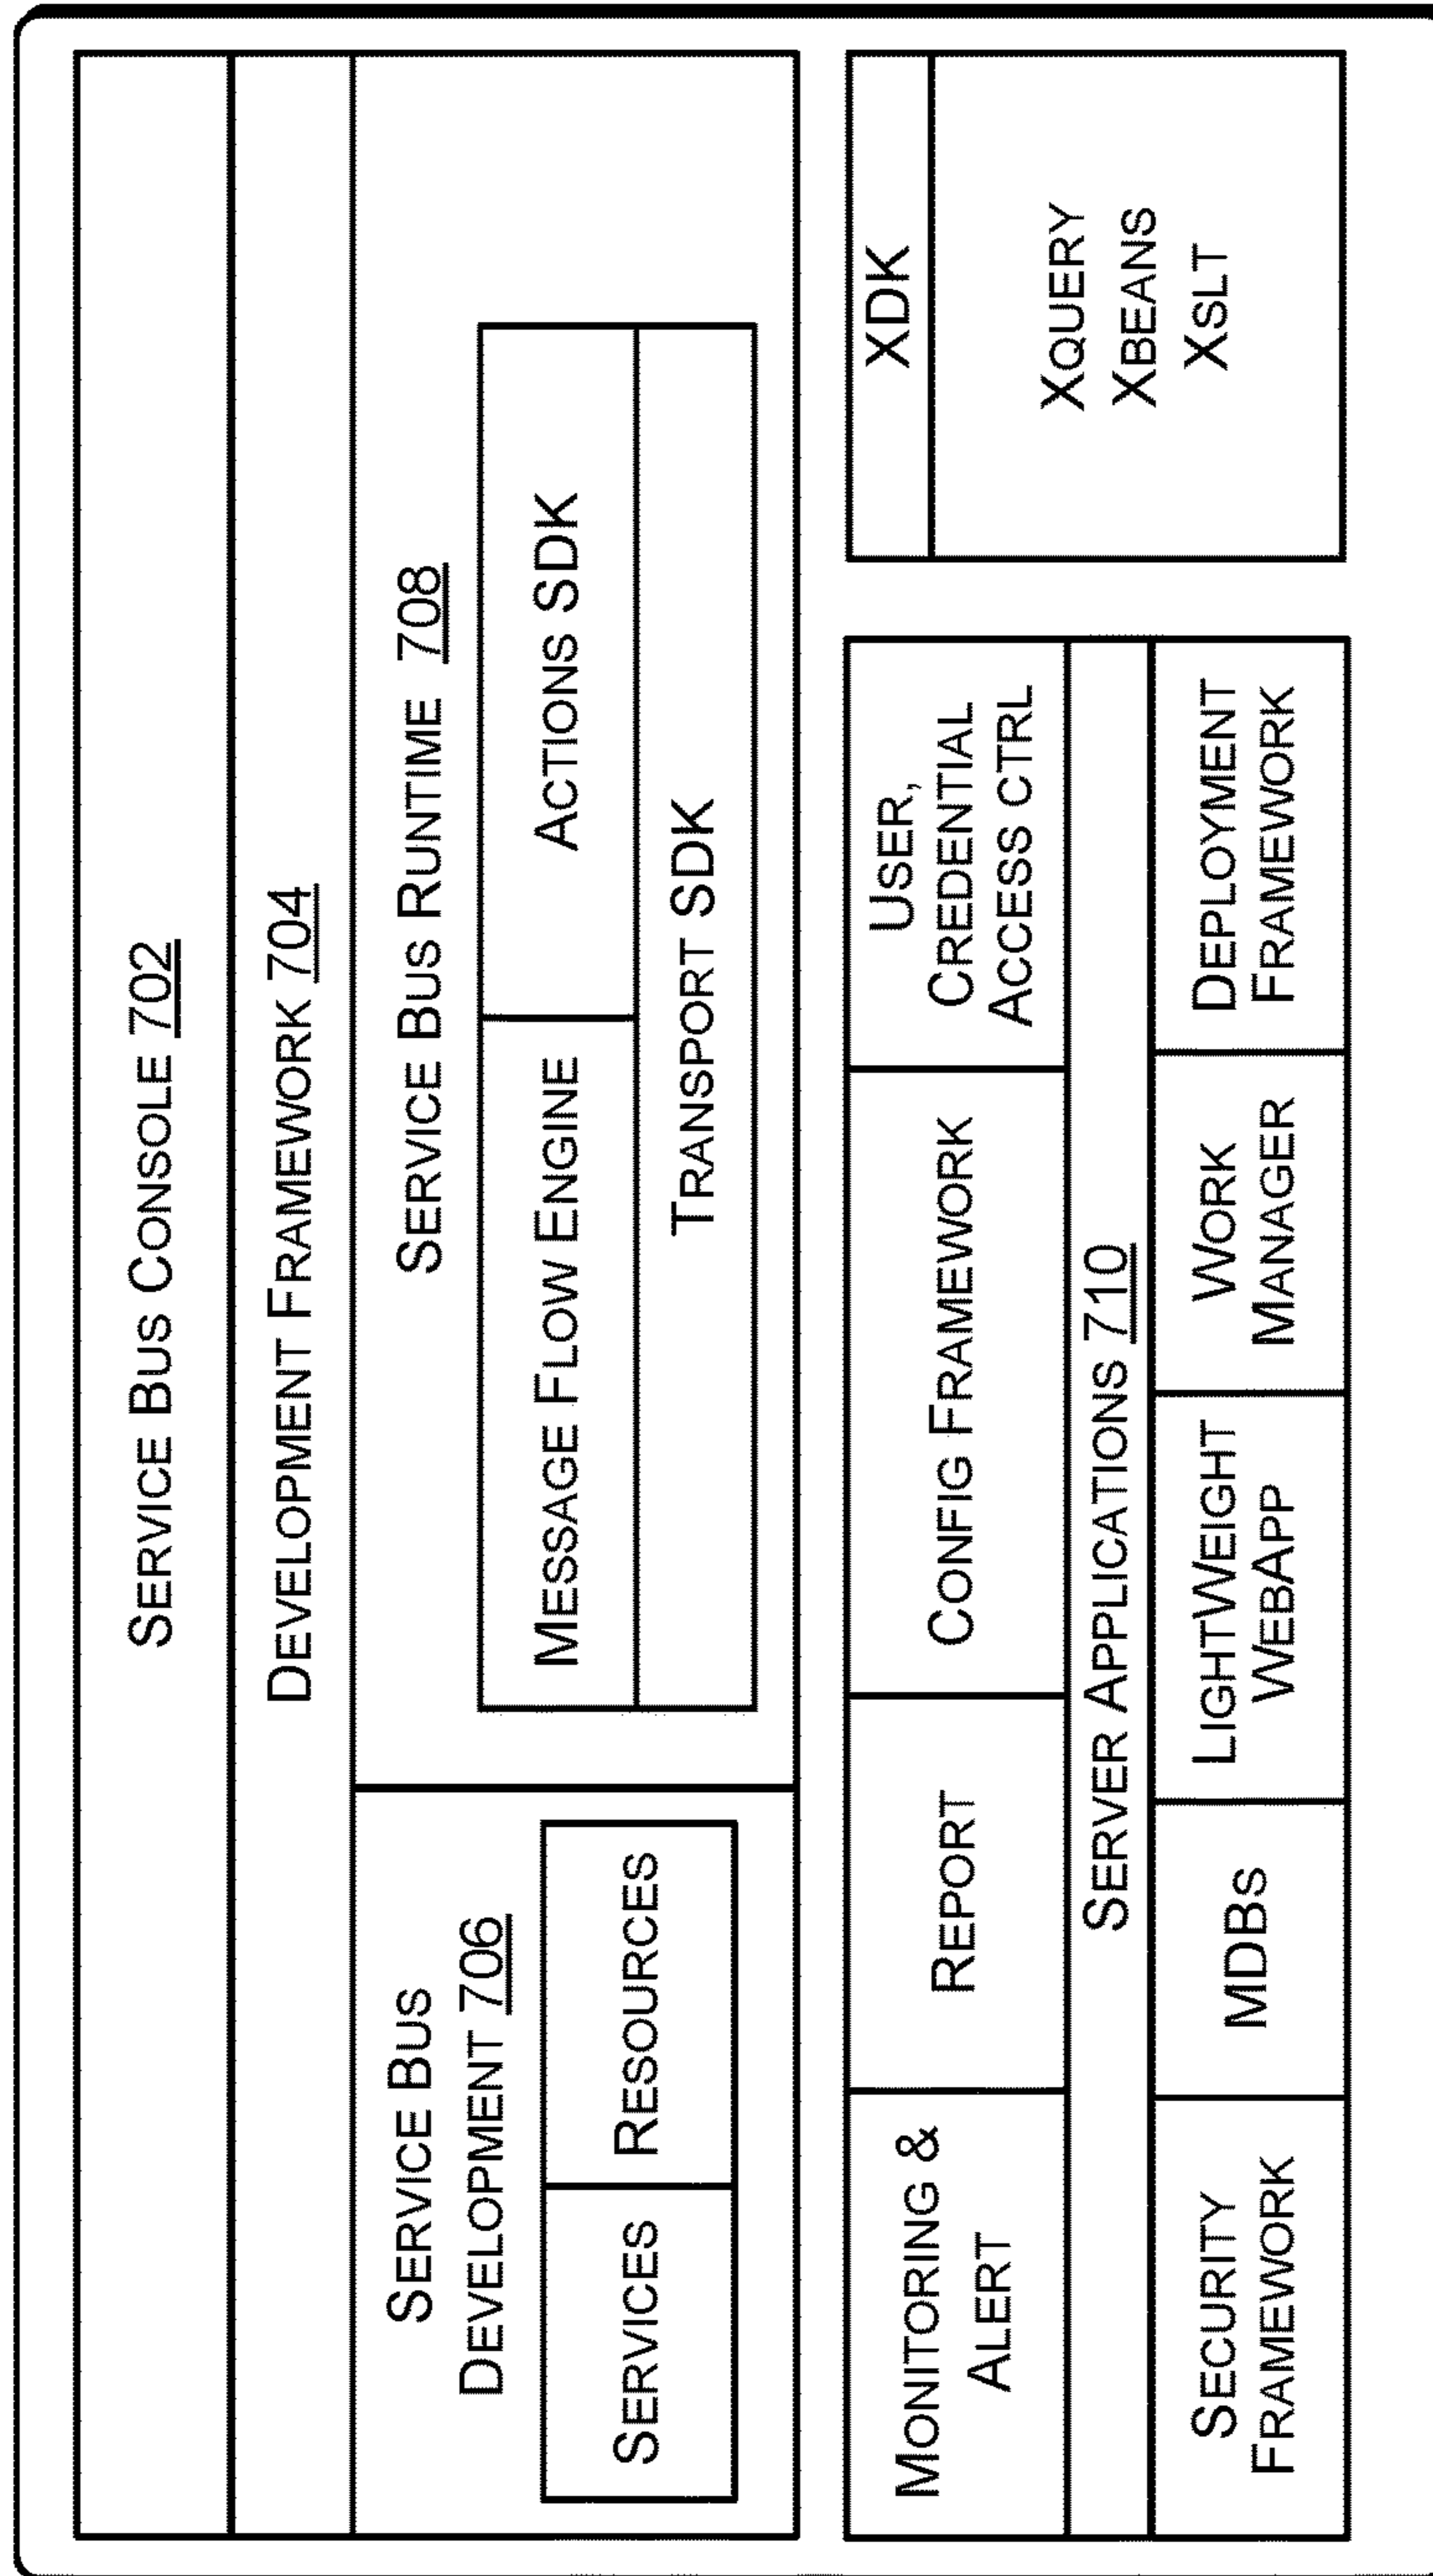 SERVICE BUS CONSOLE 702
DEVELOPMENT FRAMEWORK 704
SERVICE BUS
DEVELOPMENT 706
SERVICES
RESOURCES
SERVICE BUS RUNTIME 708
MESSAGE FLOW ENGINE
ACTIONS SDK
TRANSPORT SDK
MONITORING &
ALERT
REPORT
CONFIG FRAMEWORK
USER,
CREDENTIAL
ACCESS CTRL
SERVER APPLICATIONS 710
SECURITY
FRAMEWORK
MDBS
LIGHTWEIGHT
WEBAPP
WORK
MANAGER
DEPLOYMENT
FRAMEWORK
XDK
XQUERY
XBEANS
XSLT